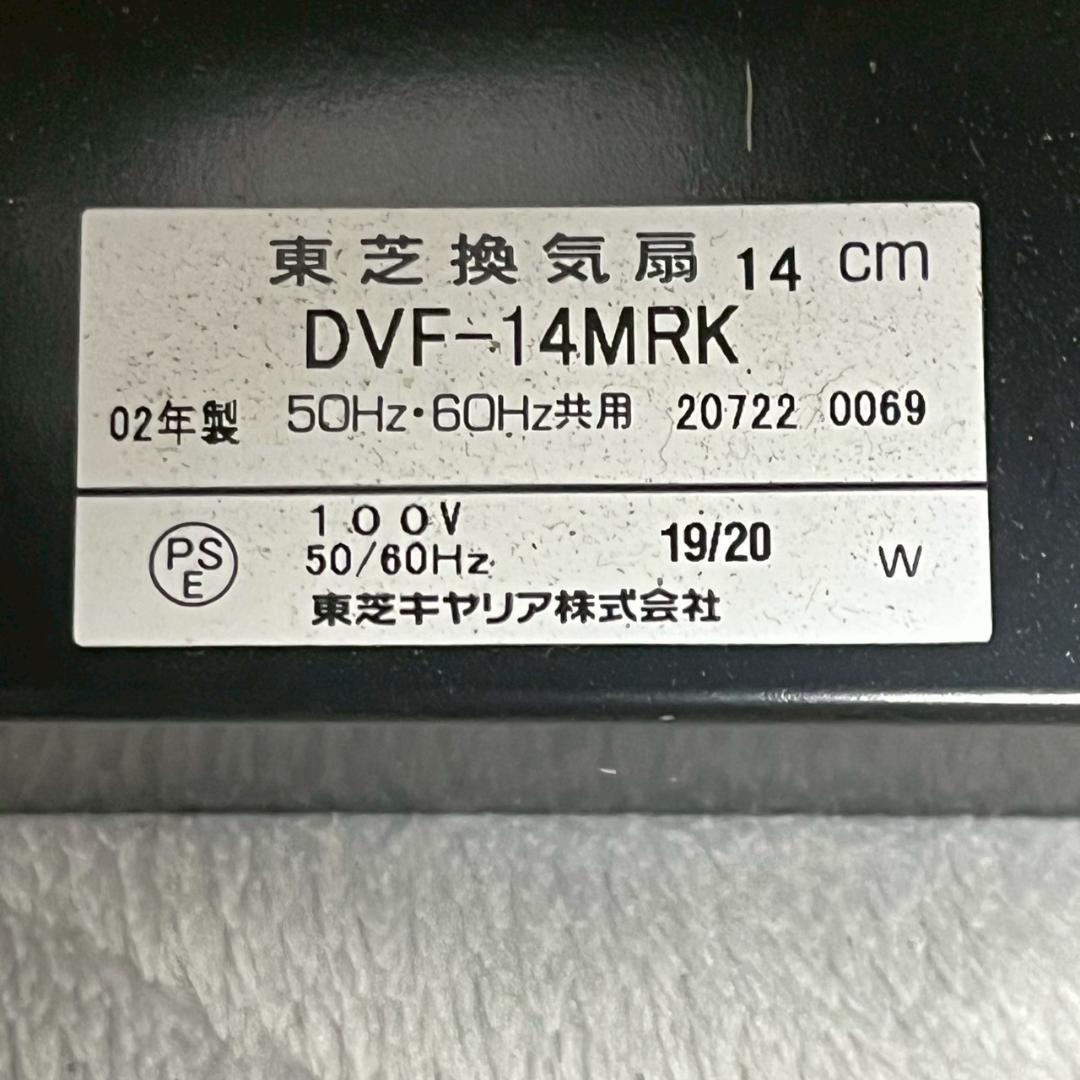 東芝換気扇 14 cm
DVF-14MRK
02年製 50Hz・60Hz共用 20722 0069
PSE 100V
50/60Hz 19/20 W
東芝キヤリア株式会社